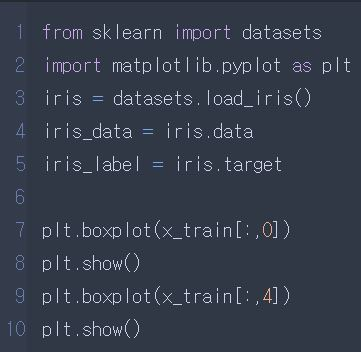 1 from sklearn import datasets
2 import matplotlib.pyplot as plt
3 iris = datasets.load_iris()
4 iris_data = iris.data
5 iris_label = iris.target
6
7 plt.boxplot(x_train[:,0])
8 plt.show()
9 plt.boxplot(x_train[:,4])
10 plt.show()